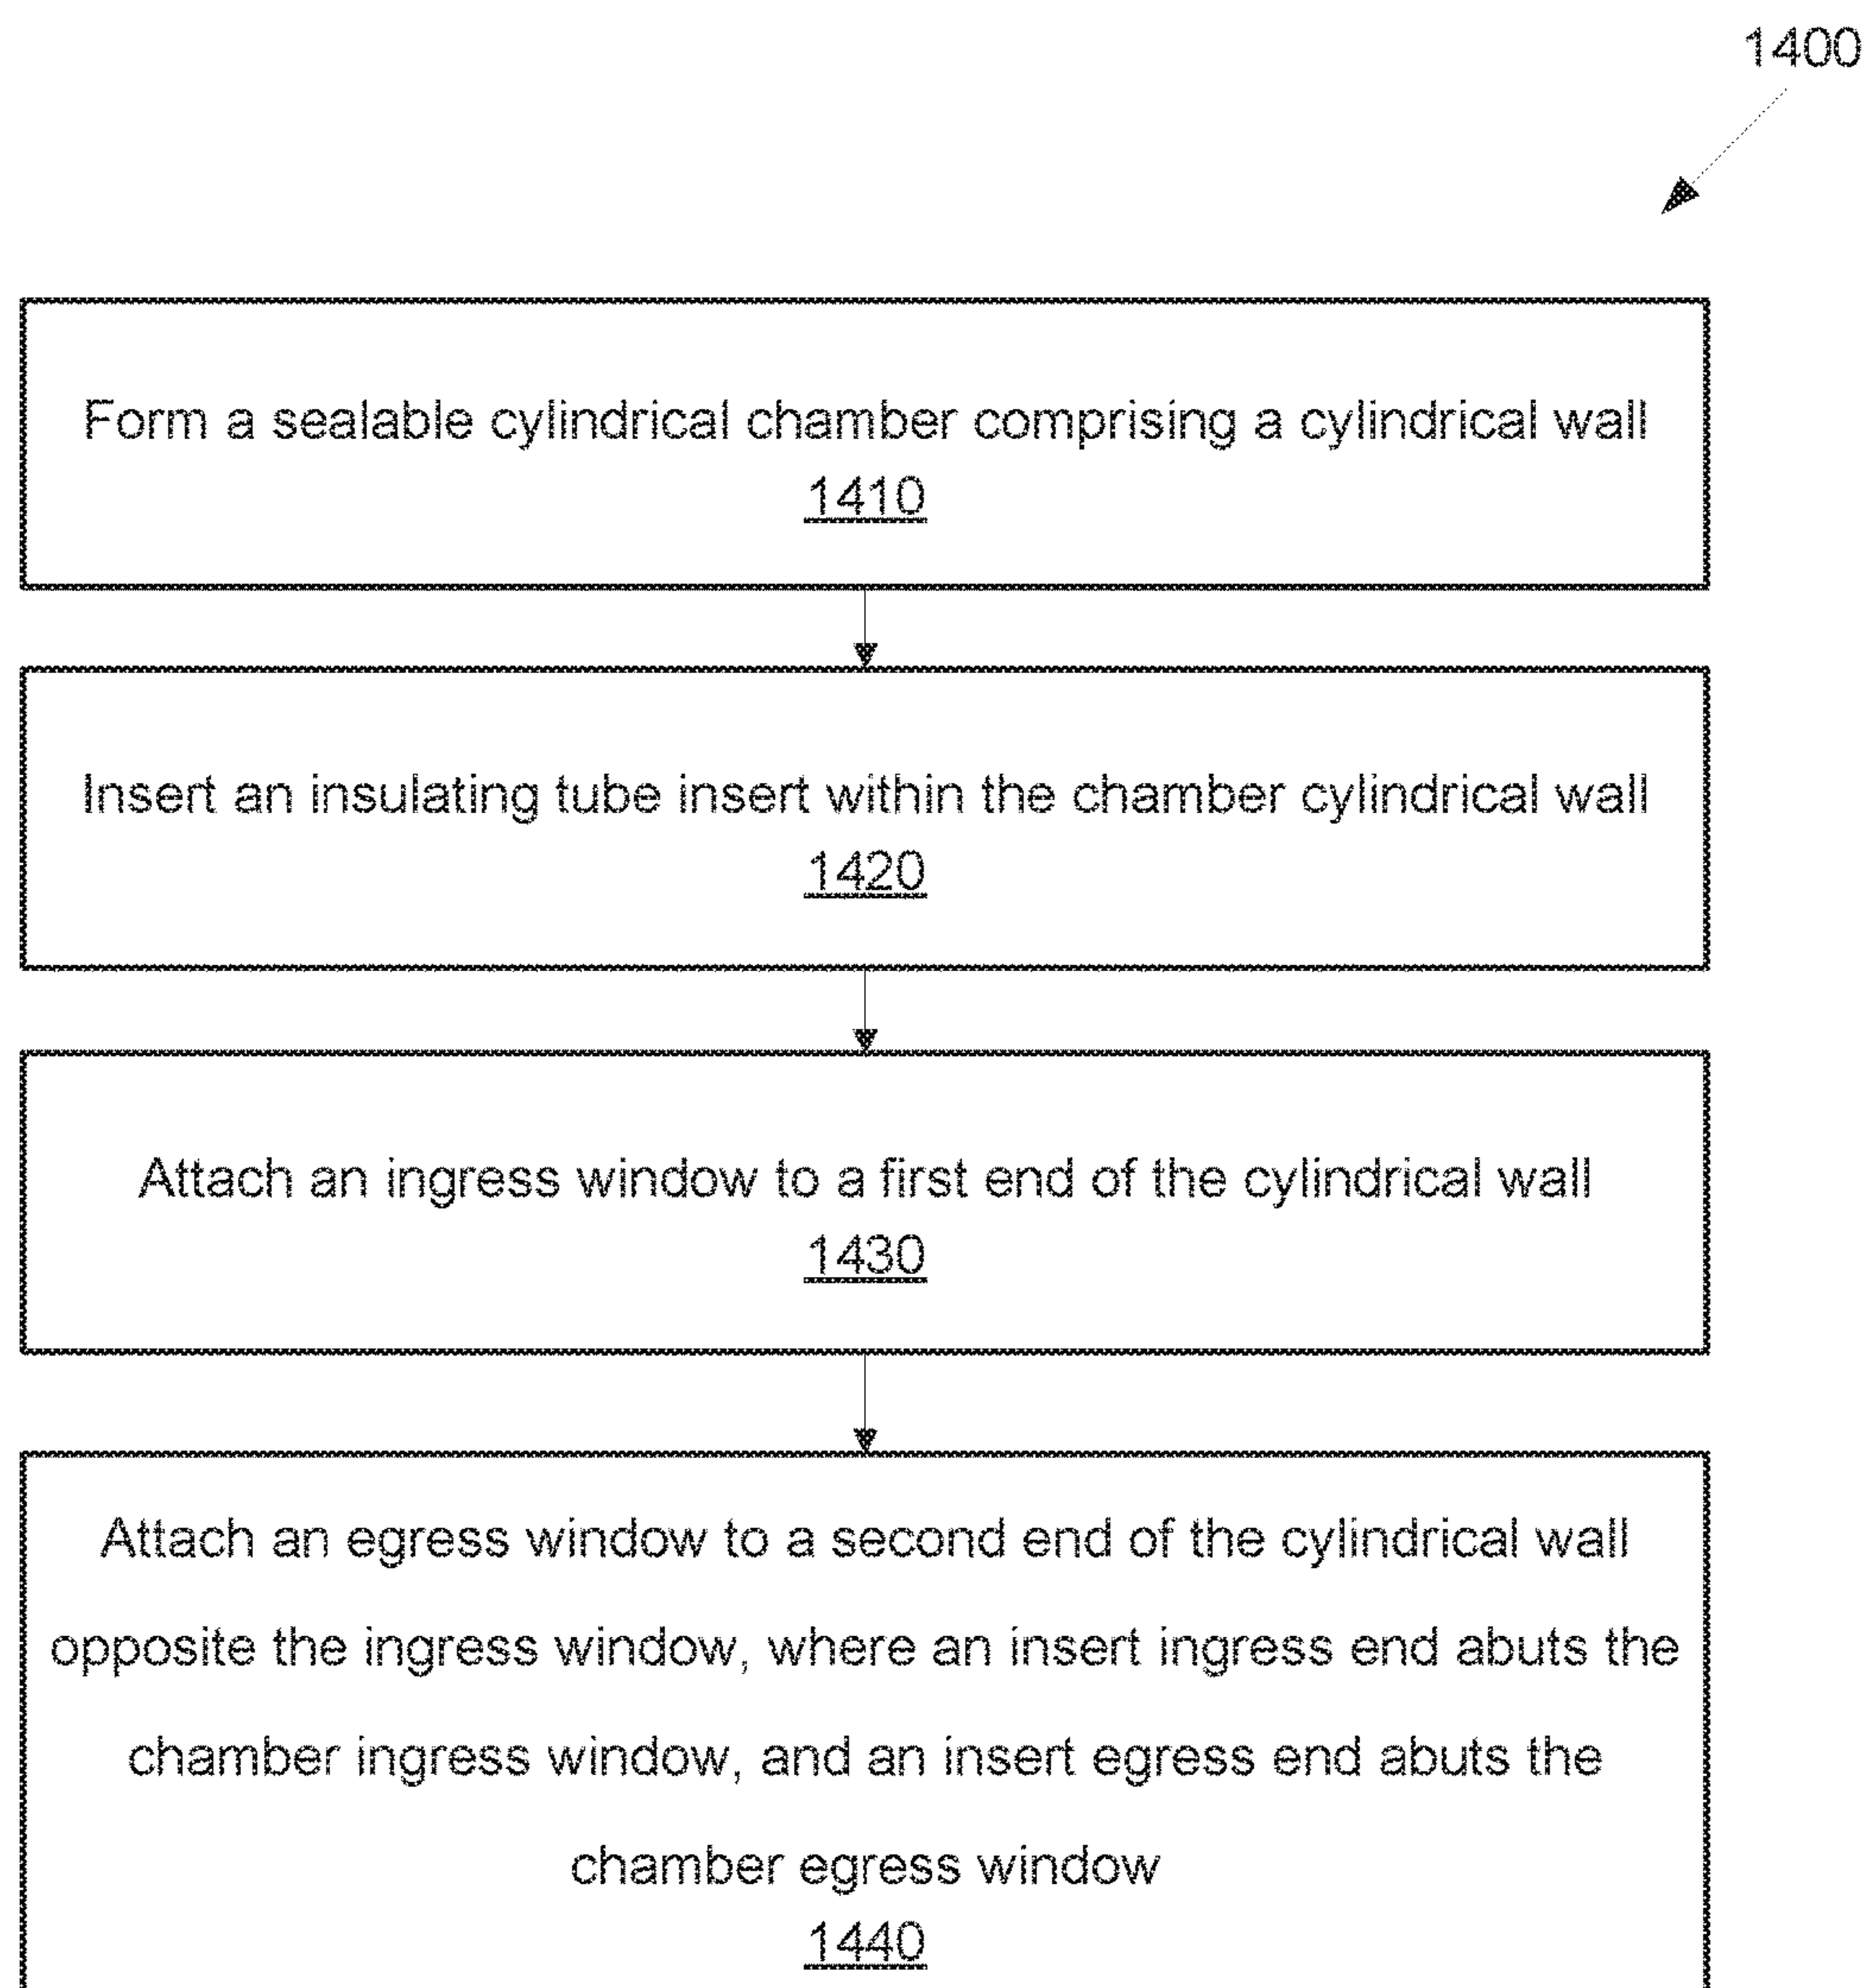 1400
Form a sealable cylindrical chamber comprising a cylindrical wall
1410
Insert an insulating tube insert within the chamber cylindrical wall
1420
Attach an ingress window to a first end of the cylindrical wall
1430
Attach an egress window to a second end of the cylindrical wall
opposite the ingress window, where an insert ingress end abuts the
chamber ingress window, and an insert egress end abuts the
chamber egress window
1440